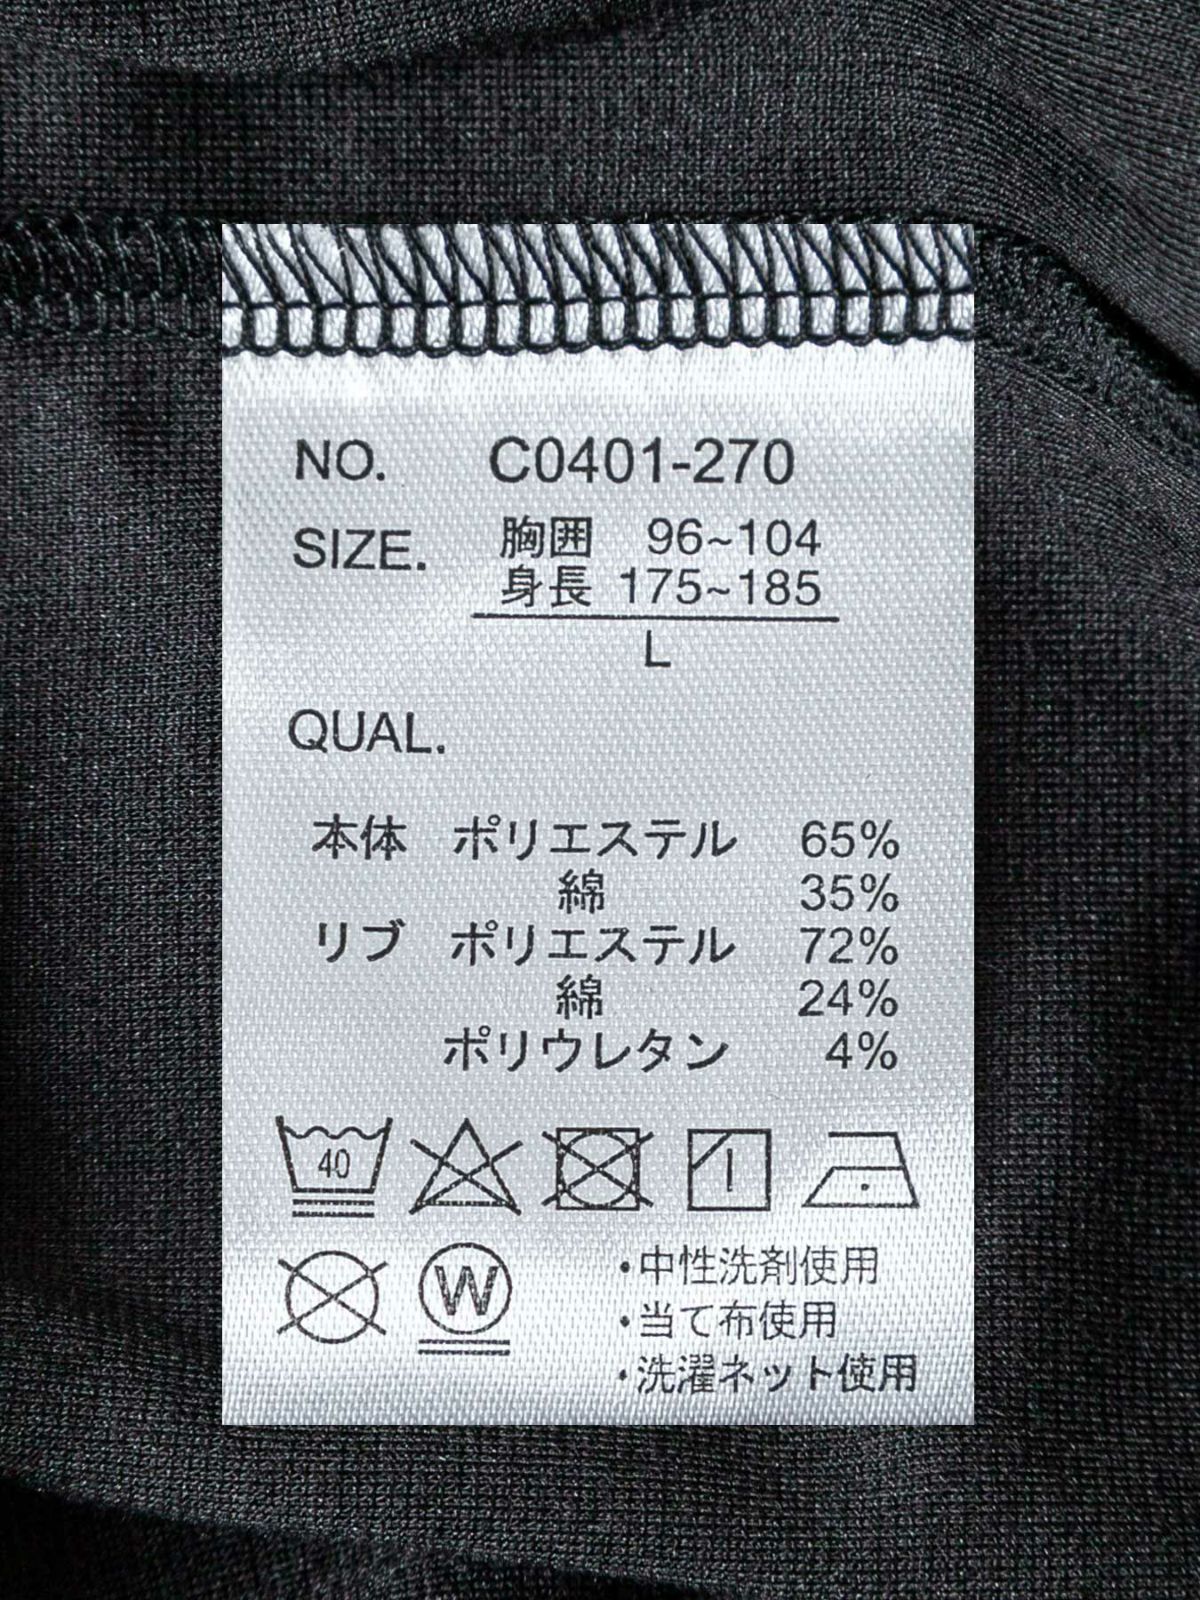 NO. C0401-270
SIZE. 胸囲 96~104
身長 175~185
L
QUAL.
本体 ポリエステル 65%
綿 35%
リブ ポリエステル 72%
綿 24%
ポリウレタン 4%
40
W
・中性洗剤使用
・当て布使用
・洗濯ネット使用